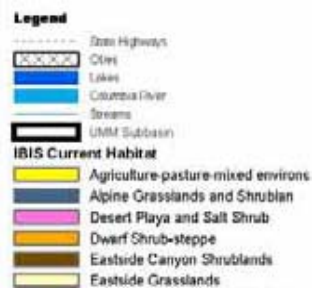 Legend
State Highways
Cities
Lakes
Columbia River
Streams
UMM Subbasin
IBIS Current Habitat
Agriculture-pasture-mixed environs
Alpine Grasslands and Shrublan
Desert Playa and Salt Shrub
Dwarf Shrub-steppe
Eastside Canyon Shrublands
Eastside Grasslands